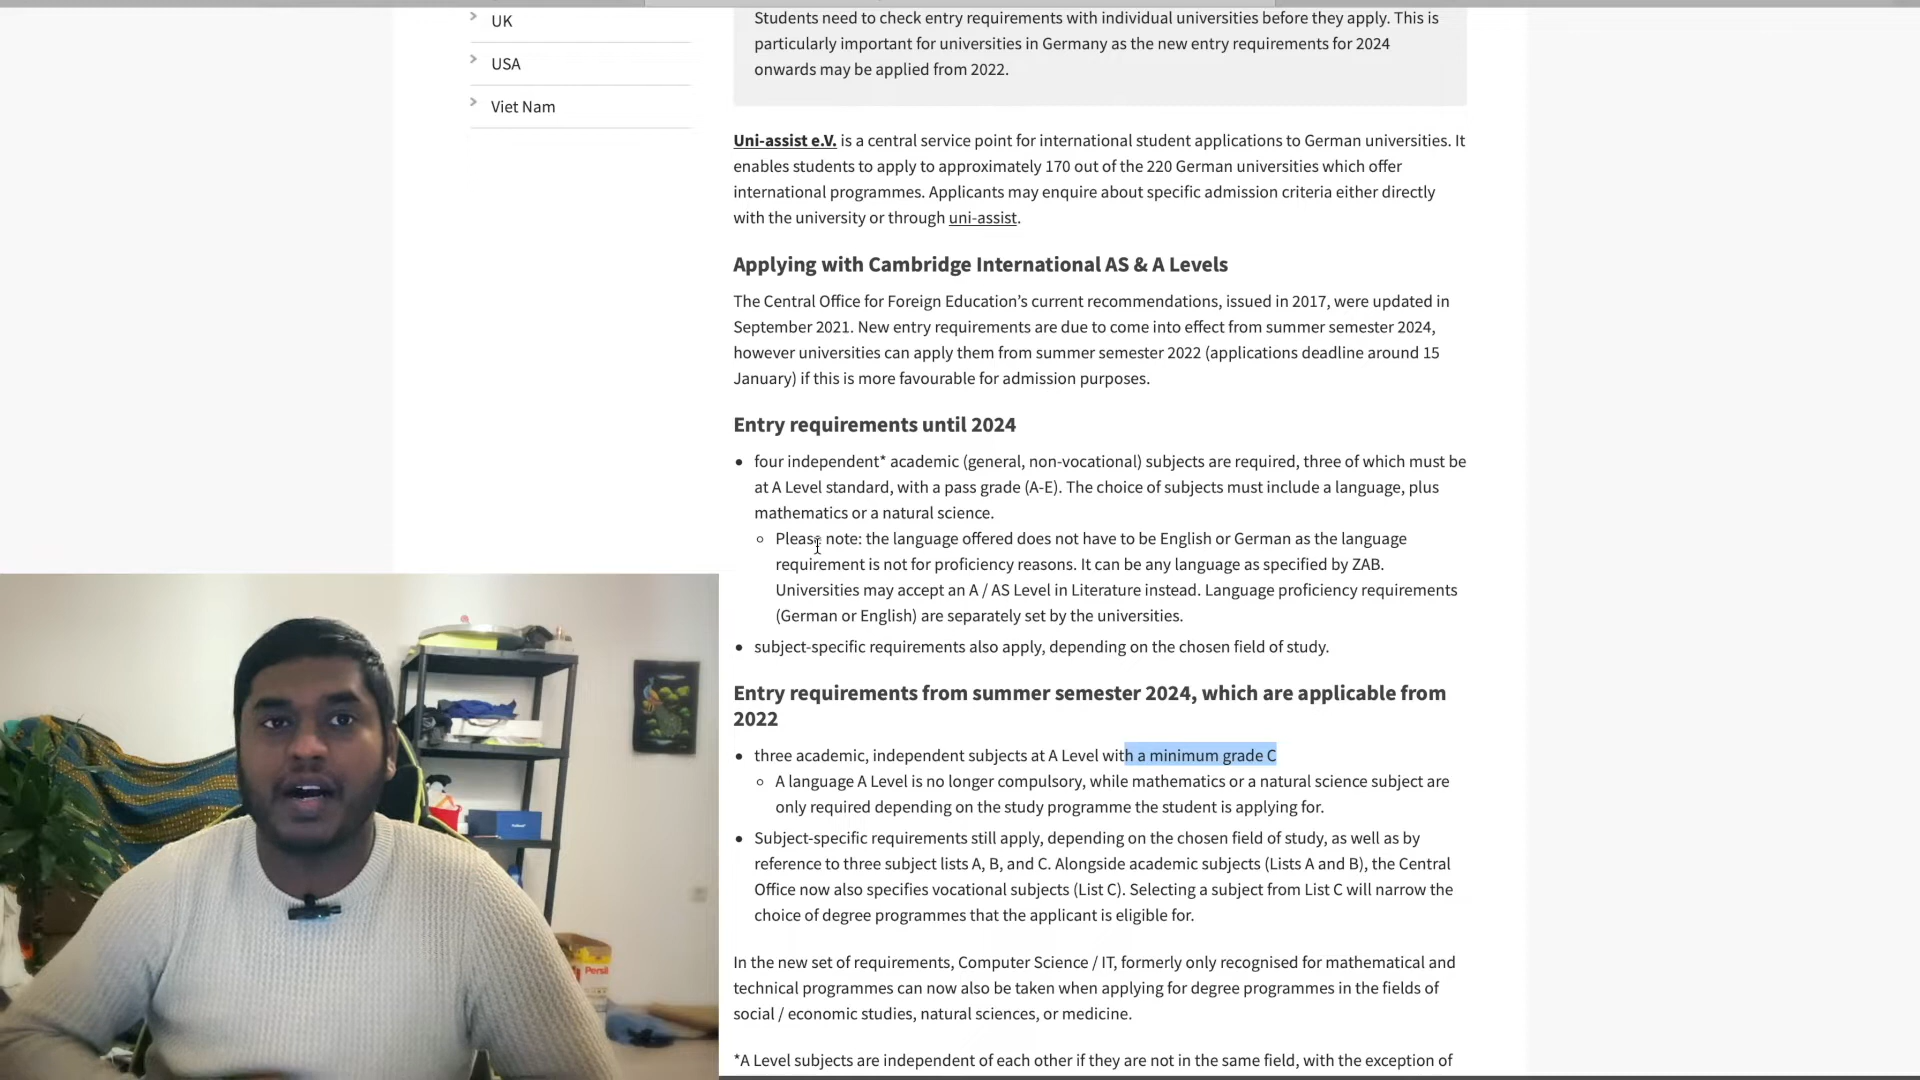 UK
USA
Viet Nam
Students need to check entry requirements with individual universities before they apply. This is
particularly important for universities in Germany as the new entry requirements for 2024
onwards may be applied from 2022.
Uni-assist e.V. is a central service point for international student applications to German universities. It
enables students to apply to approximately 170 out of the 220 German universities which offer
international programmes. Applicants may enquire about specific admission criteria either directly
with the university or through uni-assist.
Applying with Cambridge International AS & A Levels
The Central Office for Foreign Education’s current recommendations, issued in 2017, were updated in
September 2021. New entry requirements are due to come into effect from summer semester 2024,
however universities can apply them from summer semester 2022 (applications deadline around 15
January) if this is more favourable for admission purposes.
Entry requirements until 2024
four independent* academic (general, non-vocational) subjects are required, three of which must be
at A Level standard, with a pass grade (A-E). The choice of subjects must include a language, plus
mathematics or a natural science.
Please note: the language offered does not have to be English or German as the language
requirement is not for proficiency reasons. It can be any language as specified by ZAB.
Universities may accept an A / AS Level in Literature instead. Language proficiency requirements
(German or English) are separately set by the universities.
subject-specific requirements also apply, depending on the chosen field of study.
Entry requirements from summer semester 2024, which are applicable from
2022
three academic, independent subjects at A Level with a minimum grade C
A language A Level is no longer compulsory, while mathematics or a natural science subject are
only required depending on the study programme the student is applying for.
Subject-specific requirements still apply, depending on the chosen field of study, as well as by
reference to three subject lists A, B, and C. Alongside academic subjects (Lists A and B), the Central
Office now also specifies vocational subjects (List C). Selecting a subject from List C will narrow the
choice of degree programmes that the applicant is eligible for.
In the new set of requirements, Computer Science / IT, formerly only recognised for mathematical and
technical programmes can now also be taken when applying for degree programmes in the fields of
social / economic studies, natural sciences, or medicine.
*A Level subjects are independent of each other if they are not in the same field, with the exception of
Persil